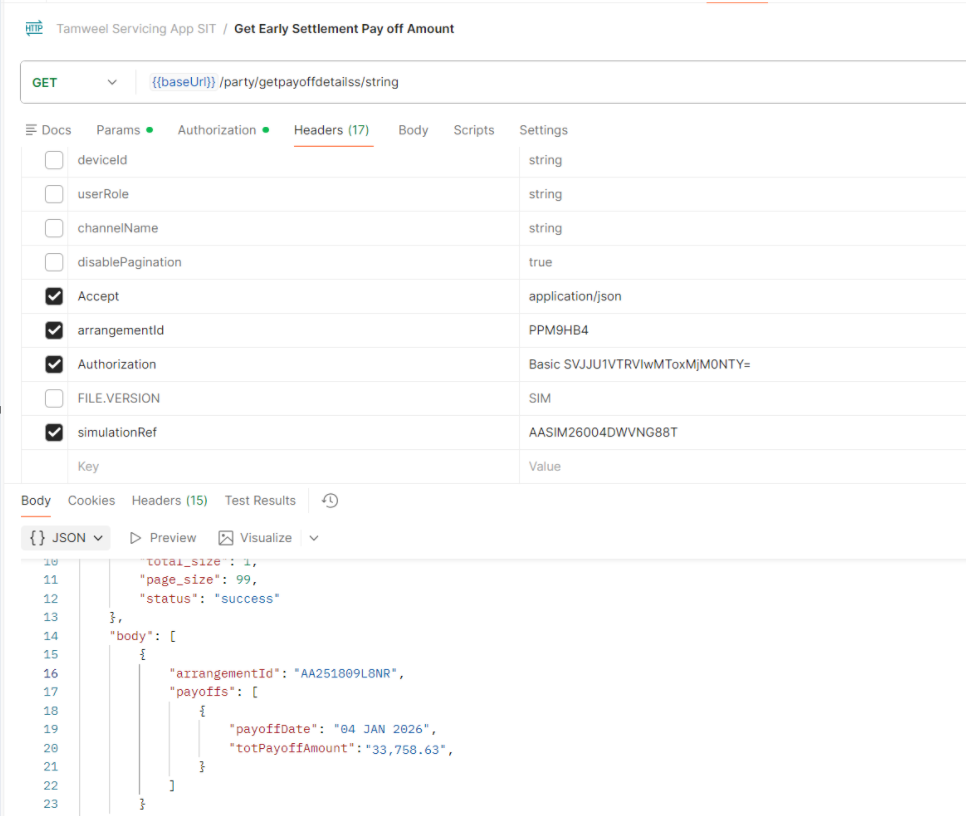 HTTP Tamweel Servicing App SIT / Get Early Settlement Pay off Amount
GET {{baseUrl}} /party/getpayoffdetailss/string
Docs Params Authorization Headers (17) Body Scripts Settings
deviceId string
userRole string
channelName string
disablePagination true
Accept application/json
arrangementId PPM9HB4
Authorization Basic SVJJU1VTRVIwMToxMjM0NTY=
FILE.VERSION SIM
simulationRef AASIM26004DWVNG88T
Key Value
Body Cookies Headers (15) Test Results
{} JSON Preview Visualize
10 "total_size": 1,
11 "page_size": 99,
12 "status": "success"
13 },
14 "body": [
15 {
16 "arrangementId": "AA251809L8NR",
17 "payoffs": [
18 {
19 "payoffDate": "04 JAN 2026",
20 "totPayoffAmount":"33,758.63",
21 }
22 ]
23 }